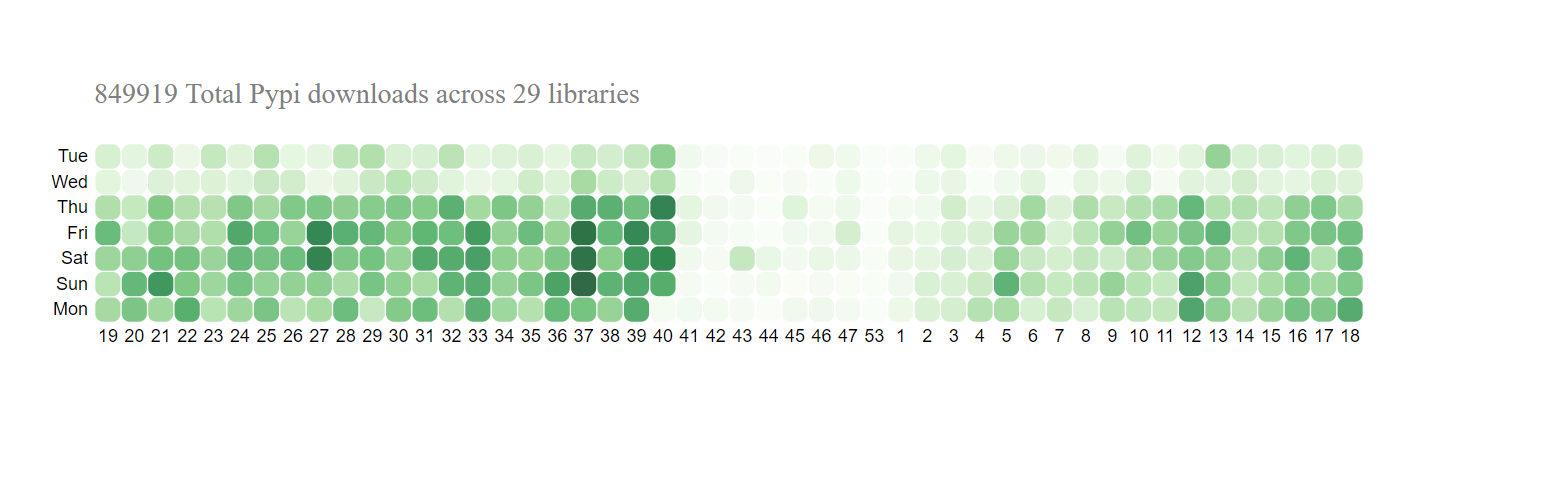 849919 Total Pypi downloads across 29 libraries
Tue
Wed
Thu
Fri
Sat
Sun
Mon
19 20 21 22 23 24 25 26 27 28 29 30 31 32 33 34 35 36 37 38 39 40 41 42 43 44 45 46 47 53 1 2 3 4 5 6 7 8 9 10 11 12 13 14 15 16 17 18